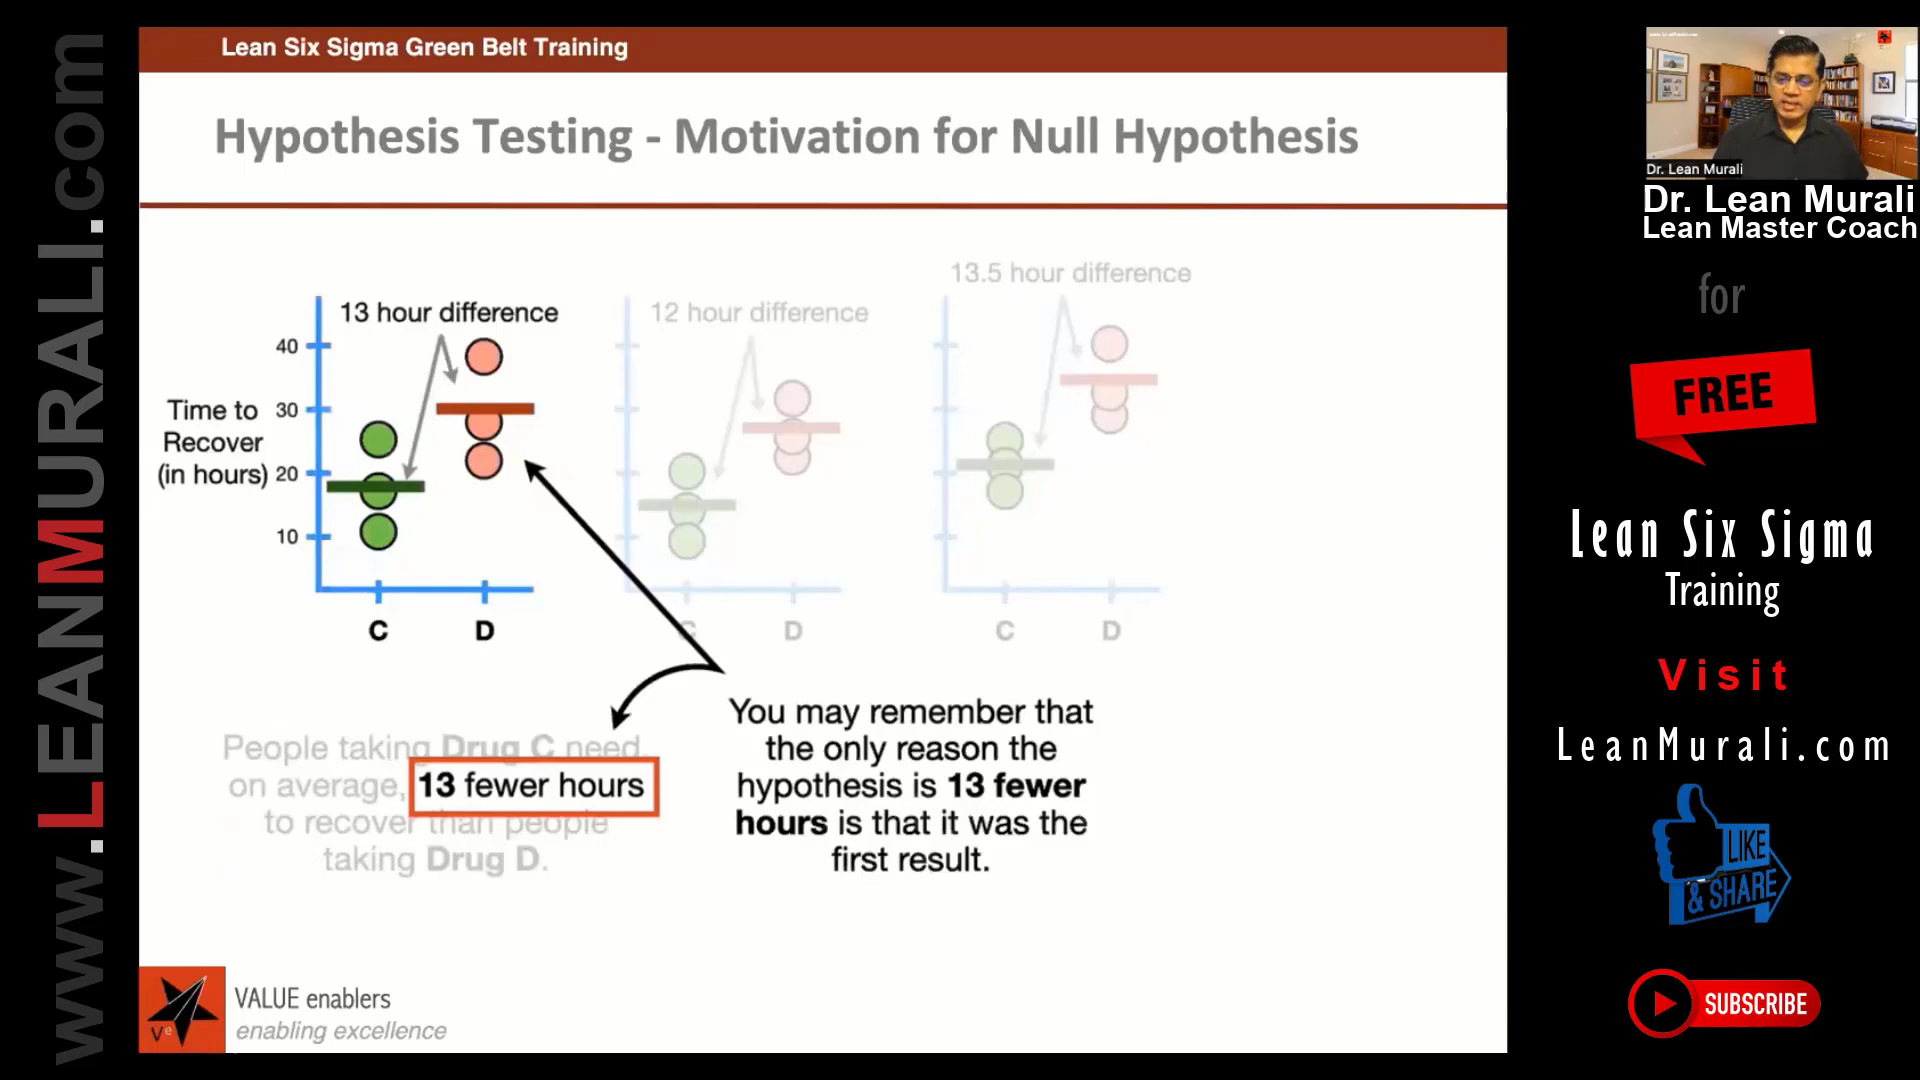 www.LEANMURALI.com
Lean Six Sigma Green Belt Training
Hypothesis Testing - Motivation for Null Hypothesis
13 hour difference
12 hour difference
13.5 hour difference
40
30
20
10
Time to
Recover
(in hours)
C
D
C
D
C
D
People taking Drug C need,
on average, 13 fewer hours
to recover than people
taking Drug D.
You may remember that
the only reason the
hypothesis is 13 fewer
hours is that it was the
first result.
Ve
VALUE enablers
enabling excellence
Dr. Lean Murali
Dr. Lean Murali
Lean Master Coach
for
FREE
Lean Six Sigma
Training
Visit
LeanMurali.com
LIKE
& SHARE
SUBSCRIBE